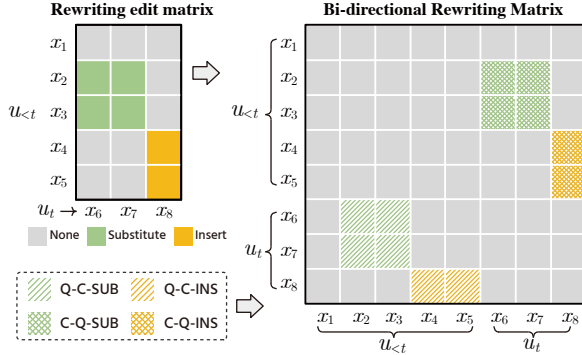 Rewriting edit matrix
x1
x2
x3
x4
x5
u<t
ut → x6 x7 x8
None Substitute Insert
Q-C-SUB Q-C-INS
C-Q-SUB C-Q-INS
Bi-directional Rewriting Matrix
x1
x2
x3
x4
x5
u<t
x6
x7
x8
ut
x1 x2 x3 x4 x5 x6 x7 x8
u<t ut